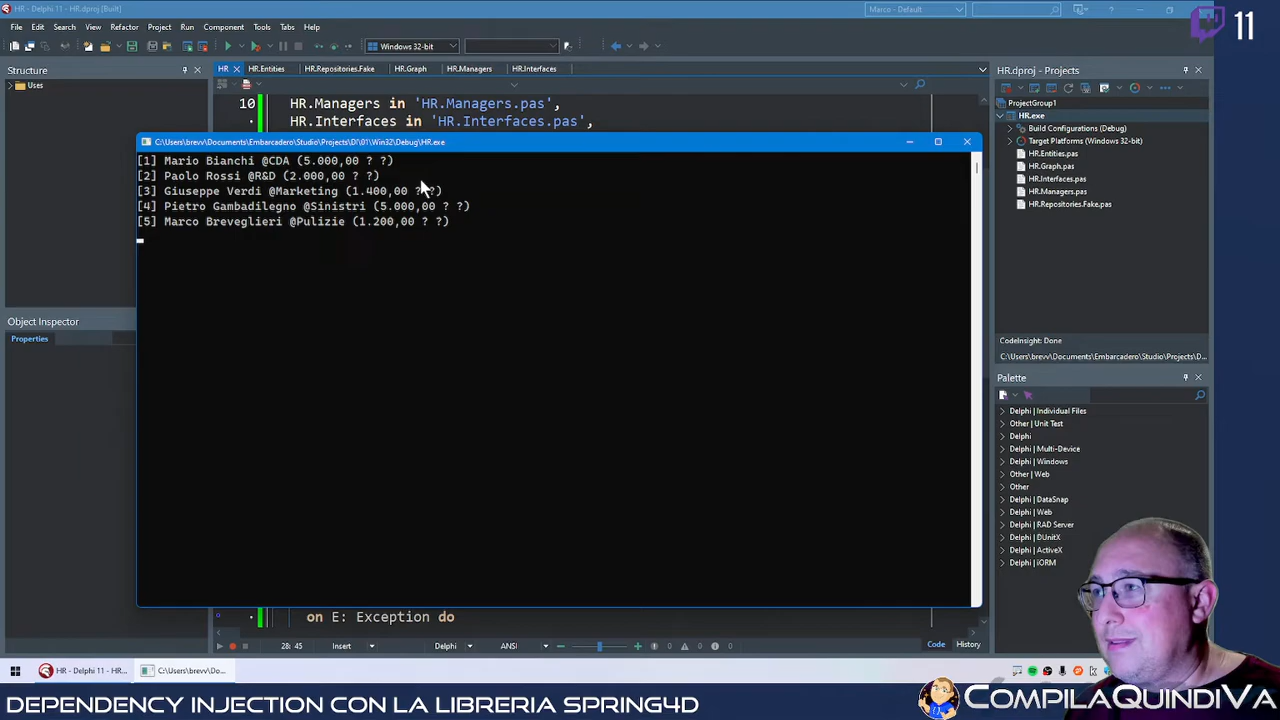 HR - Delphi 11 - HR.dproj [Built]
Marco - Default
11
File Edit Search View Refactor Project Run Component Tools Tabs Help
Windows 32-bit
Structure
Uses
HR HR.Entities HR.Repositories.Fake HR.Graph HR.Managers HR.Interfaces
10 HR.Managers in 'HR.Managers.pas',
HR.Interfaces in 'HR.Interfaces.pas',
C:\Users\brevv\Documents\Embarcadero\Studio\Projects\DI\01\Win32\Debug\HR.exe
[1] Mario Bianchi @CDA (5.000,00 ? ?)
[2] Paolo Rossi @R&D (2.000,00 ? ?)
[3] Giuseppe Verdi @Marketing (1.400,00 ? ?)
[4] Pietro Gambadilegno @Sinistri (5.000,00 ? ?)
[5] Marco Breveglieri @Pulizie (1.200,00 ? ?)
on E: Exception do
28: 45 Insert Delphi ANSI 0 0 0 Code History
Object Inspector
Properties
HR.dproj - Projects
ProjectGroup1
HR.exe
Build Configurations (Debug)
Target Platforms (Windows 32-bit)
HR.Entities.pas
HR.Graph.pas
HR.Interfaces.pas
HR.Managers.pas
HR.Repositories.Fake.pas
CodeInsight: Done
C:\Users\brevv\Documents\Embarcadero\Studio\Projects\D...
Palette
Delphi | Individual Files
Other | Unit Test
Delphi
Delphi | Multi-Device
Delphi | Windows
Other | Web
Other
Delphi | DataSnap
Delphi | Web
Delphi | RAD Server
Delphi | DUnitX
Delphi | ActiveX
Delphi | iORM
HR - Delphi 11 - HR...
C:\Users\brevv\Do...
DEPENDENCY INJECTION CON LA LIBRERIA SPRING4D
COMPILAQUINDIVA